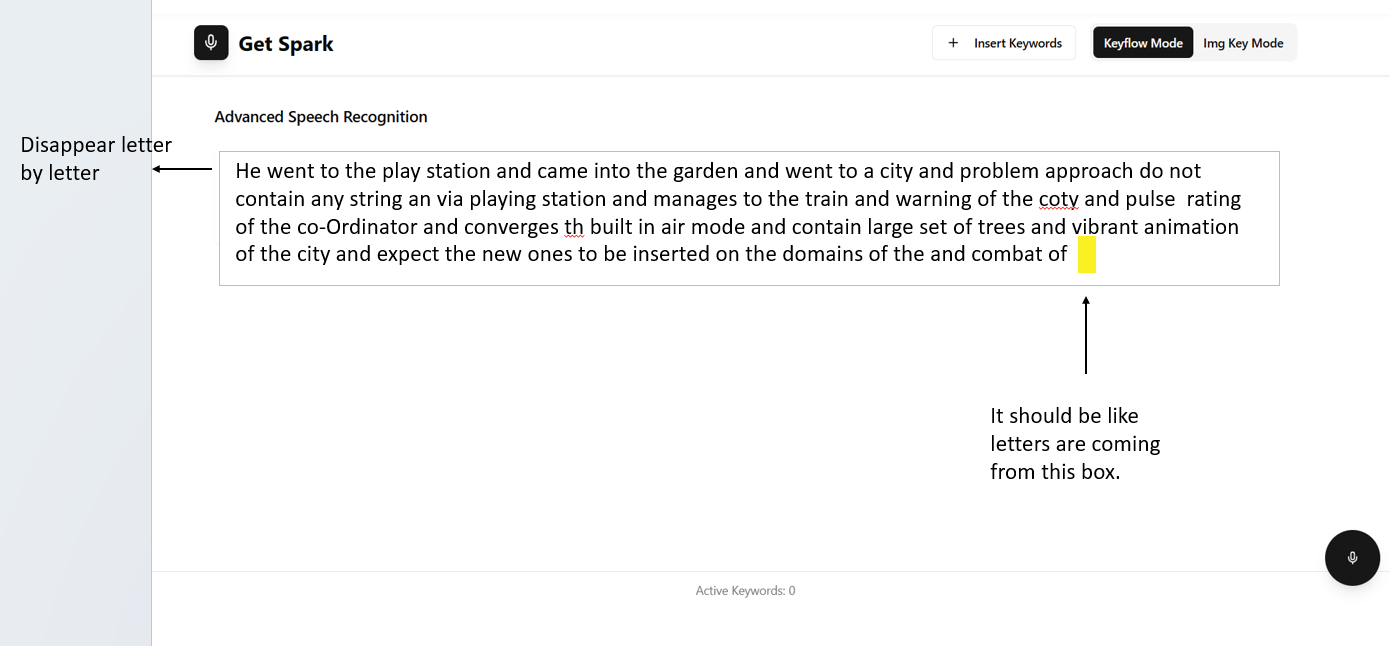 Get Spark
+ Insert Keywords
Keyflow Mode
Img Key Mode
Advanced Speech Recognition
Disappear letter
by letter
He went to the play station and came into the garden and went to a city and problem approach do not
contain any string an via playing station and manages to the train and warning of the coty and pulse  rating
of the co-Ordinator and converges th built in air mode and contain large set of trees and vibrant animation
of the city and expect the new ones to be inserted on the domains of the and combat of
It should be like
letters are coming
from this box.
Active Keywords: 0